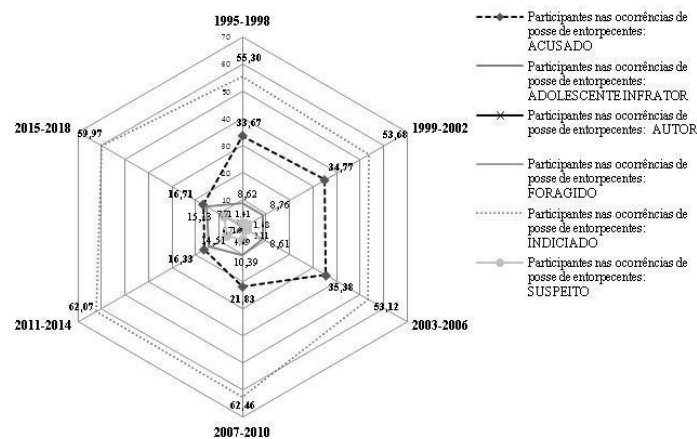 1995-1998
70
60
55,30
50
40
33,67
30
20
10
2015-2018
59,97
1999-2002
53,68
34,77
16,71
8,62
8,76
15,13
7,71
1,41
1,48
2,11
14,51
4,49
8,61
16,33
10,39
21,83
35,38
2011-2014
62,07
2003-2006
53,12
62,46
2007-2010
Participantes nas ocorrências de
posse de entorpecentes:
ACUSADO
Participantes nas ocorrências de
posse de entorpecentes:
ADOLESCENTE INFRATOR
Participantes nas ocorrências de
posse de entorpecentes: AUTOR
Participantes nas ocorrências de
posse de entorpecentes:
FORAGIDO
Participantes nas ocorrências de
posse de entorpecentes:
INDICIADO
Participantes nas ocorrências de
posse de entorpecentes:
SUSPEITO